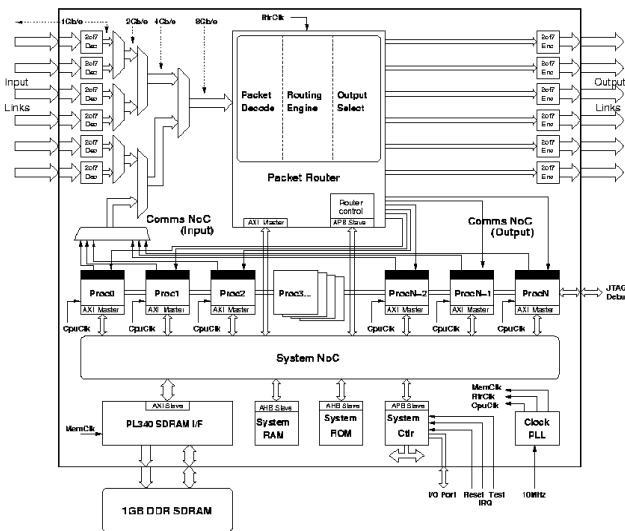 1Gb/s
2Gb/s
4Gb/s
8Gb/s
RtrClk
2of7
Dec
2of7
Dec
2of7
Dec
2of7
Dec
2of7
Dec
2of7
Dec
Input
Links
Packet
Decode
Routing
Engine
Output
Select
Packet Router
2of7
Enc
2of7
Enc
2of7
Enc
2of7
Enc
2of7
Enc
2of7
Enc
Output
Links
Router
control
AXI Master
APB Slave
Comms NoC
(Input)
Comms NoC
(Output)
Proc0
AXI Master
Proc1
AXI Master
Proc2
AXI Master
Proc3...
ProcN-2
AXI Master
ProcN-1
AXI Master
ProcN
AXI Master
JTAG
Debug
CpuClk
CpuClk
CpuClk
CpuClk
CpuClk
CpuClk
System NoC
AXI Slave
PL340 SDRAM I/F
MemClk
AHB Slave
System
RAM
AHB Slave
System
ROM
APB Slave
System
Ctlr
MemClk
RtrClk
CpuClk
Clock
PLL
1GB DDR SDRAM
I/O Port
Reset
IRQ
Test
10MHz